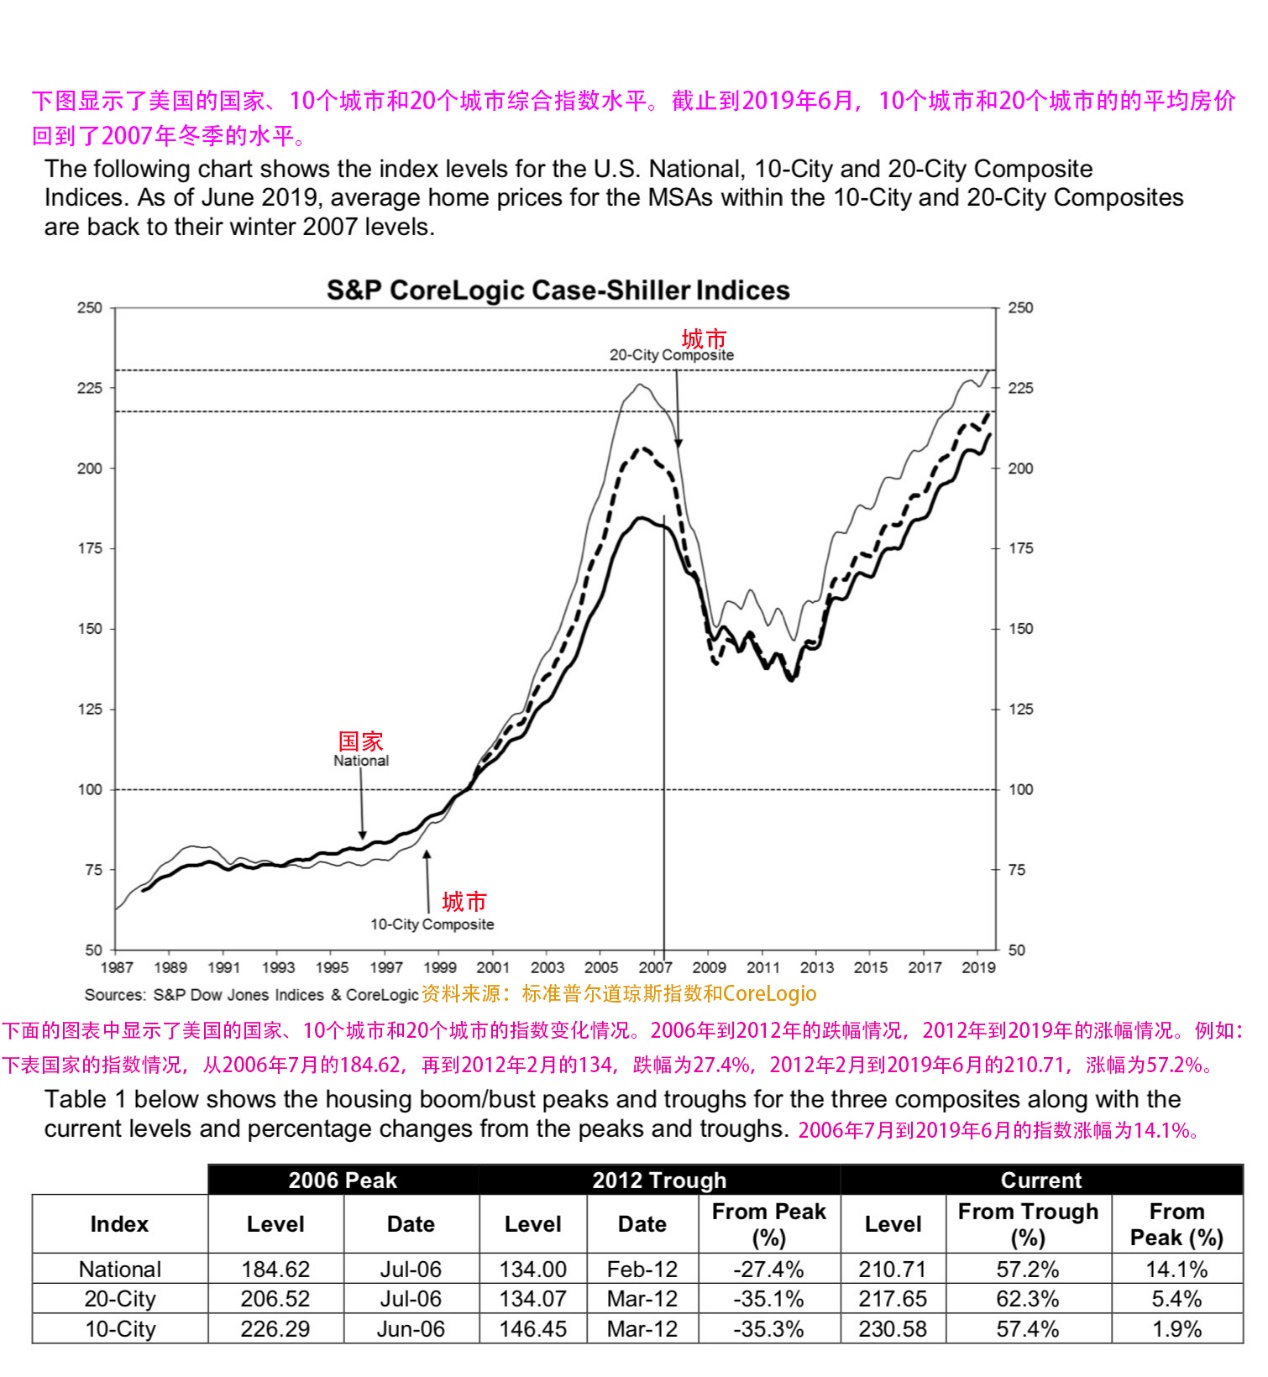 下图显示了美国的国家、10个城市和20个城市综合指数水平。截止到2019年6月，10个城市和20个城市的的平均房价
回到了2007年冬季的水平。
The following chart shows the index levels for the U.S. National, 10-City and 20-City Composite
Indices. As of June 2019, average home prices for the MSAs within the 10-City and 20-City Composites
are back to their winter 2007 levels.
S&P CoreLogic Case-Shiller Indices
250 250
城市
20-City Composite
225 225
200 200
175 175
150 150
125 125
国家
National
100 100
75 75
城市
10-City Composite
50 50
1987 1989 1991 1993 1995 1997 1999 2001 2003 2005 2007 2009 2011 2013 2015 2017 2019
Sources: S&P Dow Jones Indices & CoreLogic 资料来源：标准普尔道琼斯指数和CoreLogio
下面的图表中显示了美国的国家、10个城市和20个城市的指数变化情况。2006年到2012年的跌幅情况，2012年到2019年的涨幅情况。例如：
下表国家的指数情况，从2006年7月的184.62，再到2012年2月的134，跌幅为27.4%，2012年2月到2019年6月的210.71，涨幅为57.2%。
Table 1 below shows the housing boom/bust peaks and troughs for the three composites along with the
current levels and percentage changes from the peaks and troughs. 2006年7月到2019年6月的指数涨幅为14.1%。
2006 Peak 2012 Trough Current
Index Level Date Level Date From Peak (%) Level From Trough (%) From Peak (%)
National 184.62 Jul-06 134.00 Feb-12 -27.4% 210.71 57.2% 14.1%
20-City 206.52 Jul-06 134.07 Mar-12 -35.1% 217.65 62.3% 5.4%
10-City 226.29 Jun-06 146.45 Mar-12 -35.3% 230.58 57.4% 1.9%